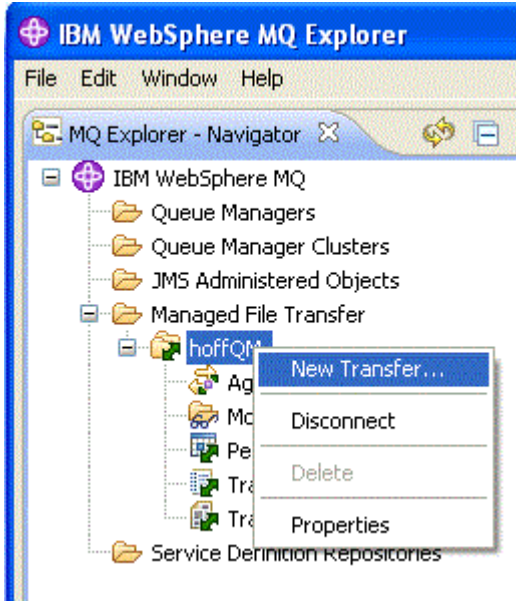 IBM WebSphere MQ Explorer
File Edit Window Help
MQ Explorer - Navigator
IBM WebSphere MQ
Queue Managers
Queue Manager Clusters
JMS Administered Objects
Managed File Transfer
hoffQM
New Transfer...
Disconnect
Delete
Properties
Service Definition Repositories